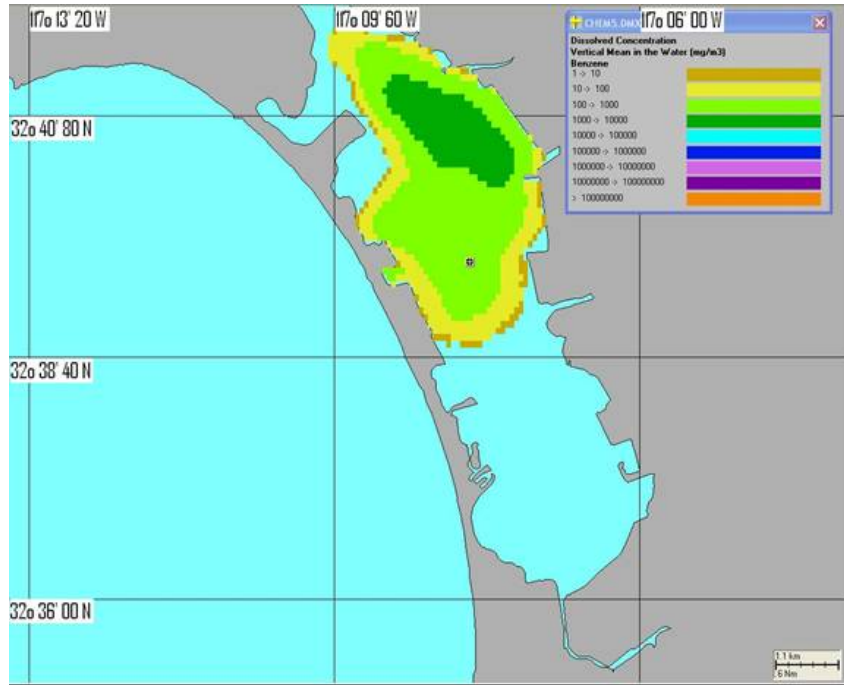 117o 13' 20 W
117o 09' 60 W
117o 06' 00 W
CHEM5.DMX
Dissolved Concentration
Vertical Mean in the Water (mg/m3)
Benzene
1 -> 10
10 -> 100
100 -> 1000
1000 -> 10000
10000 -> 100000
100000 -> 1000000
1000000 -> 10000000
10000000 -> 100000000
> 100000000
32o 40' 80 N
32o 38' 40 N
32o 36' 00 N
1.1 km
.6 Nm